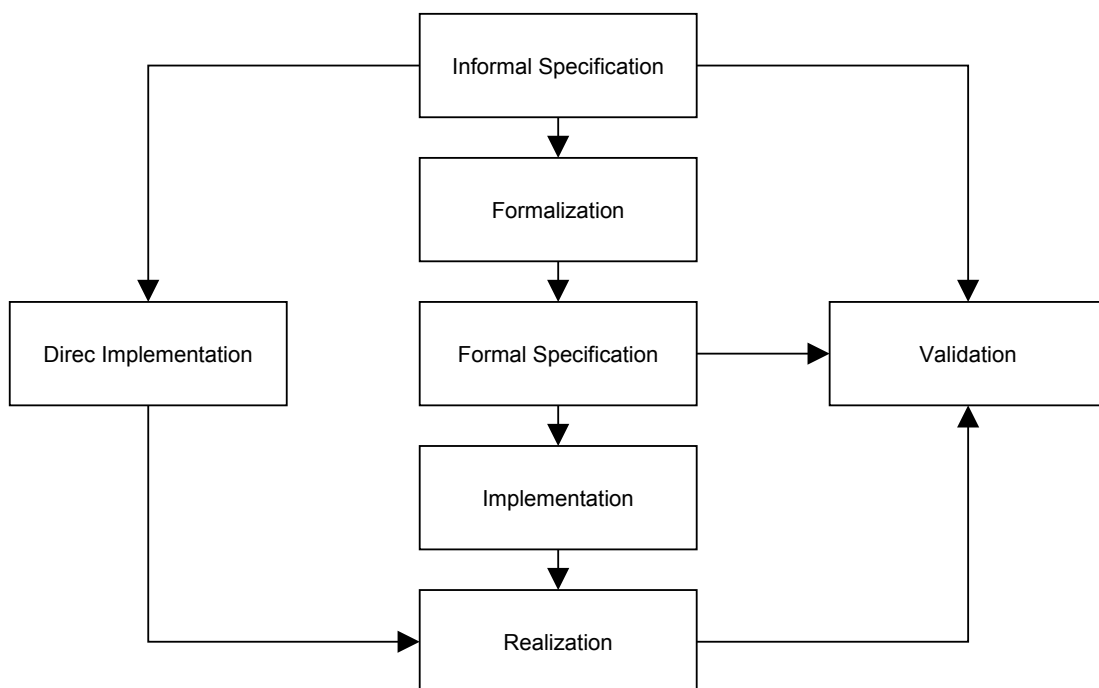 Informal Specification
Formalization
Direc Implementation
Formal Specification
Validation
Implementation
Realization